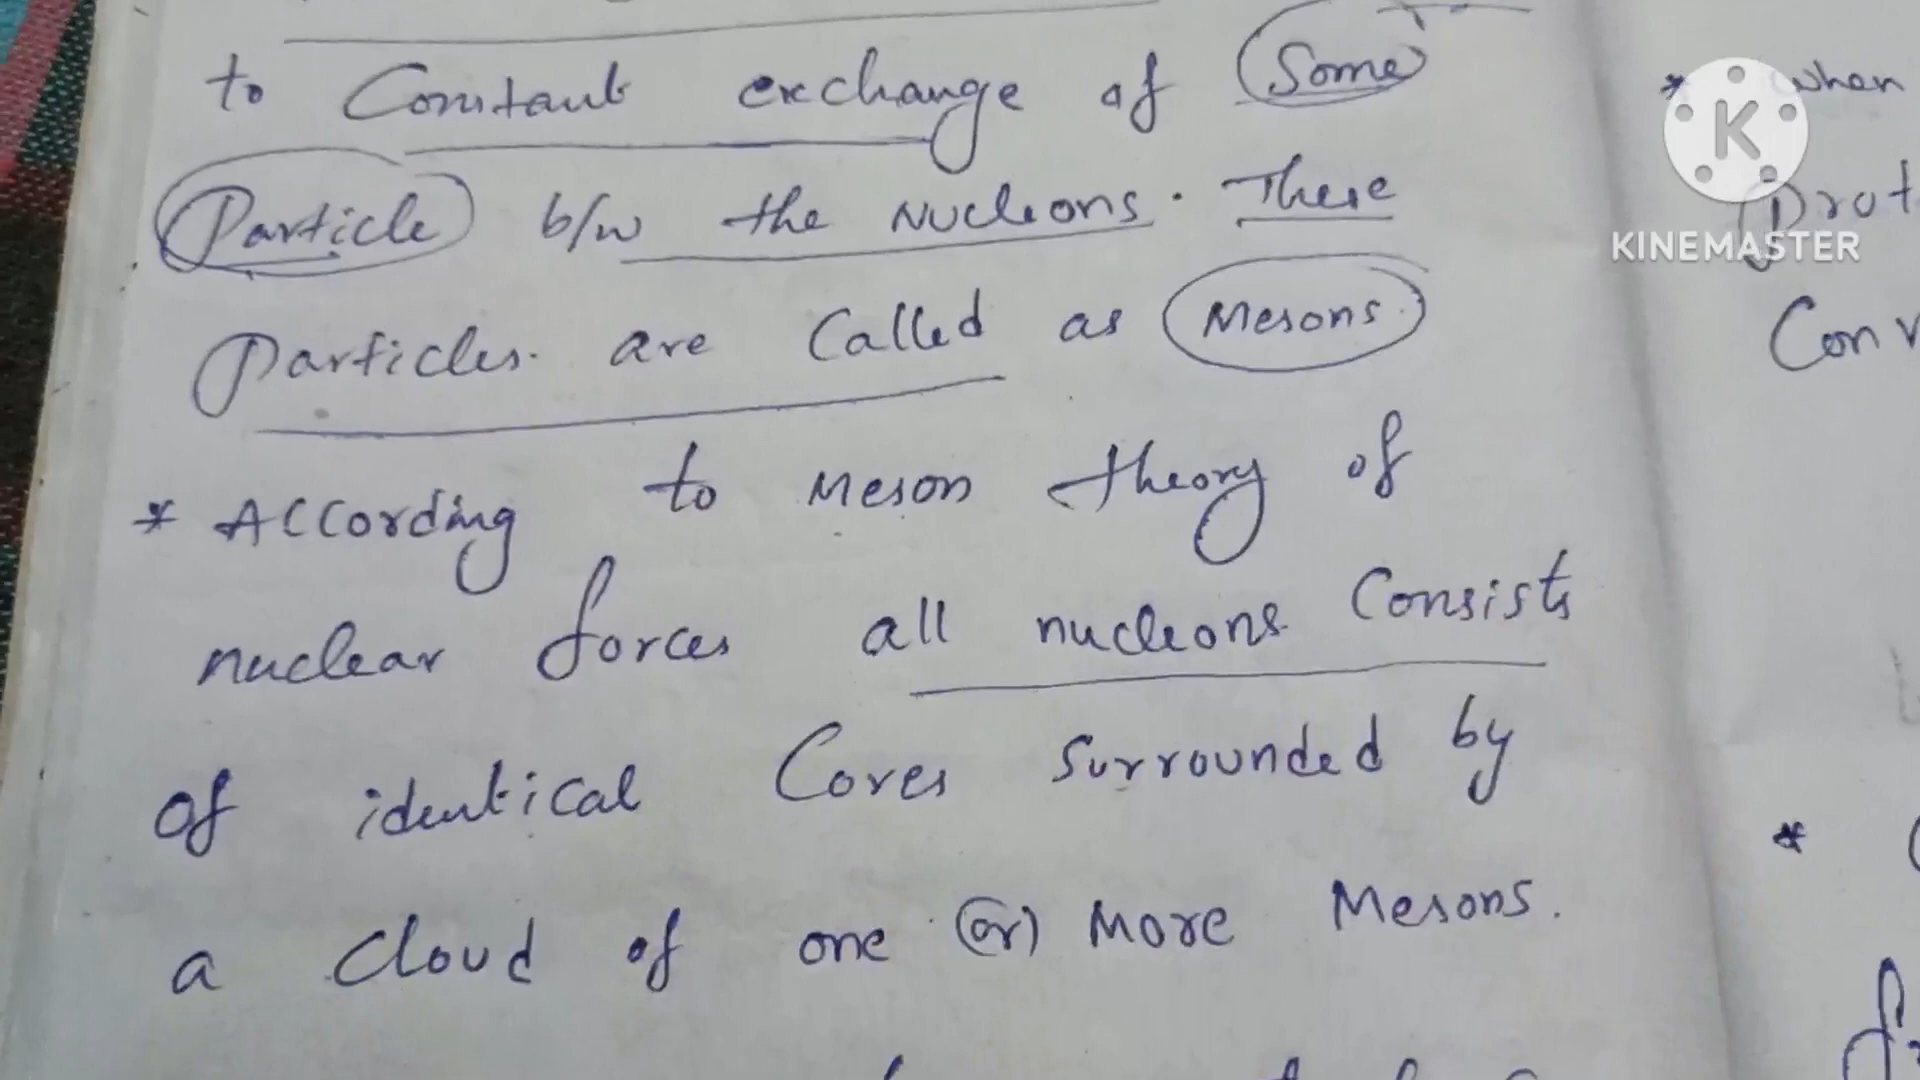 to Constant exchange of Some
Particle b/w the nucleons. These
Particles are Called as Mesons.
* According to Meson theory of
nuclear forces all nucleons Consists
of identical Cores surrounded by
a cloud of one (or) More Mesons.
* when
Prot
Conv
*
K
KINEMASTER